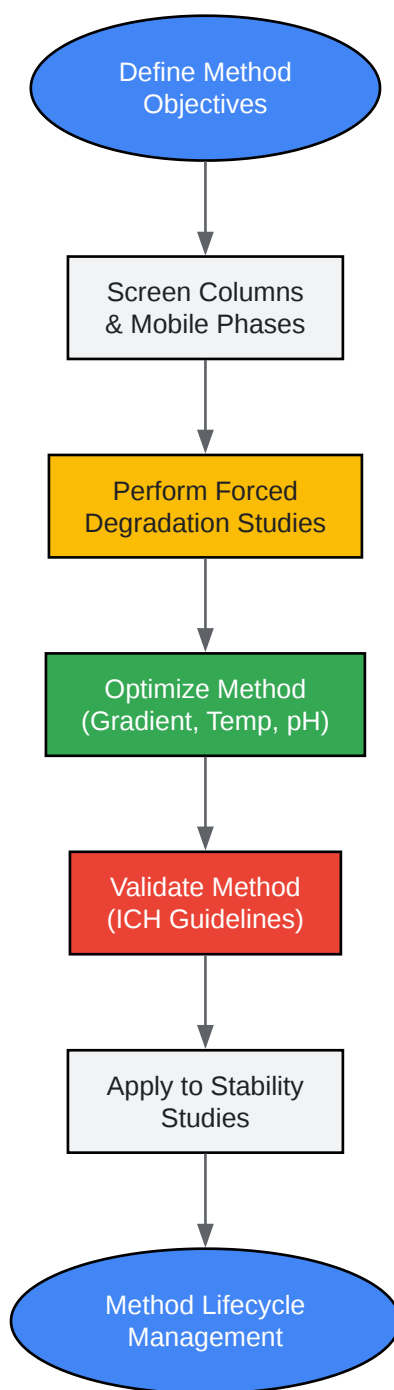 Define Method
Objectives
Screen Columns
& Mobile Phases
Perform Forced
Degradation Studies
Optimize Method
(Gradient, Temp, pH)
Validate Method
(ICH Guidelines)
Apply to Stability
Studies
Method Lifecycle
Management